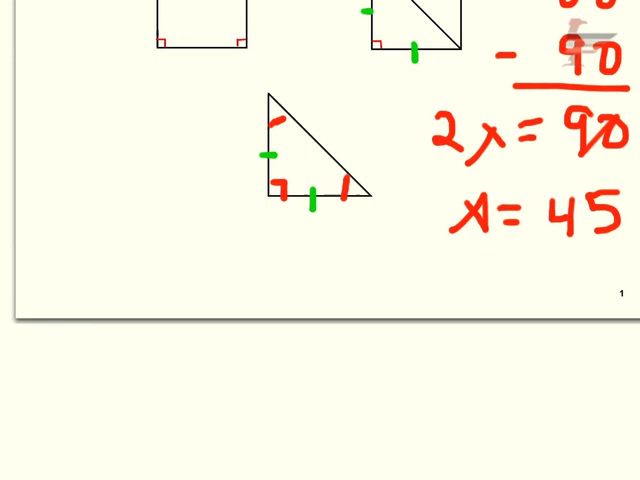 - 90
2x = 90
x = 45
1